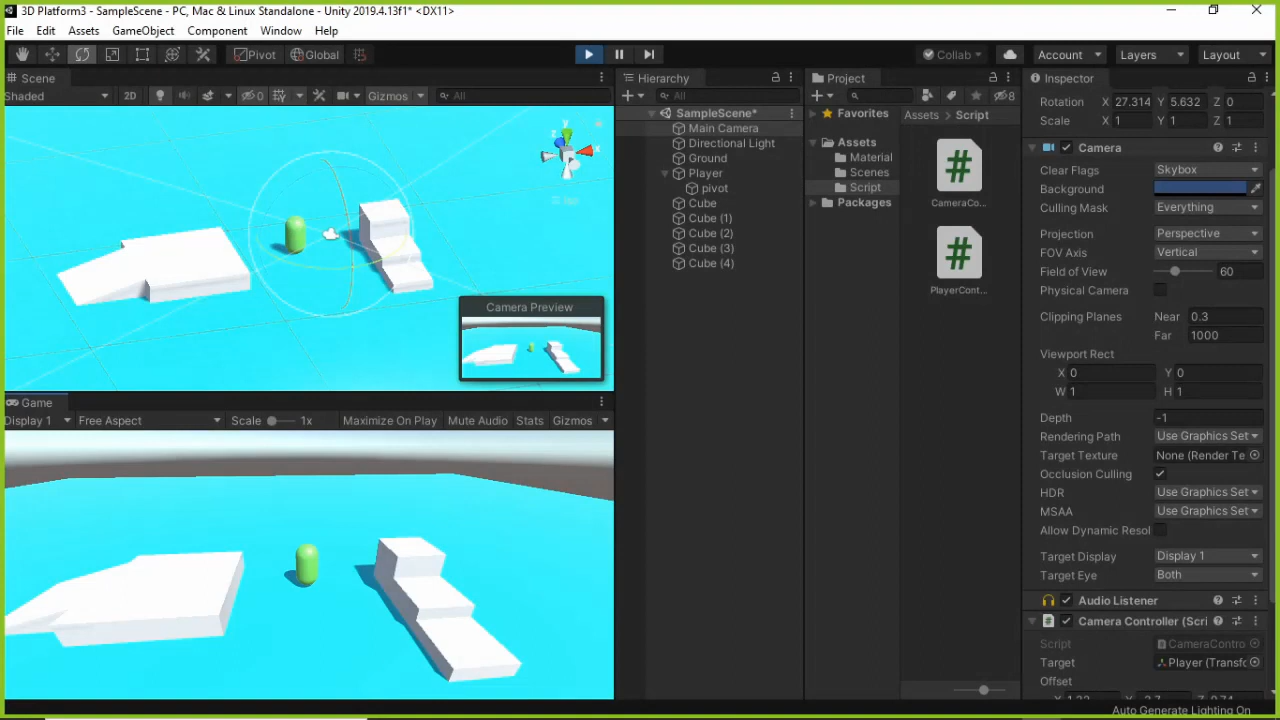 3D Platform3 - SampleScene - PC, Mac & Linux Standalone - Unity 2019.4.13f1* <DX11>
File Edit Assets GameObject Component Window Help
Pivot Global Collab Account Layers Layout
Scene
Shaded 2D 0 Gizmos All
Camera Preview
Game
Display 1 Free Aspect Scale 1x Maximize On Play Mute Audio Stats Gizmos
Hierarchy
All
SampleScene*
Main Camera
Directional Light
Ground
Player
pivot
Cube
Cube (1)
Cube (2)
Cube (3)
Cube (4)
Project
8
Favorites
Assets
Material
Scenes
Script
Packages
Assets > Script
CameraCo...
PlayerCont...
Inspector
Rotation X 27.314 Y 5.632 Z 0
Scale X 1 Y 1 Z 1
Camera
Clear Flags Skybox
Background
Culling Mask Everything
Projection Perspective
FOV Axis Vertical
Field of View 60
Physical Camera
Clipping Planes Near 0.3
Far 1000
Viewport Rect
X 0 Y 0
W 1 H 1
Depth -1
Rendering Path Use Graphics Set
Target Texture None (Render Te
Occlusion Culling
HDR Use Graphics Set
MSAA Use Graphics Set
Allow Dynamic Resol
Target Display Display 1
Target Eye Both
Audio Listener
Camera Controller (Scri
Script CameraContro
Target Player (Transfo
Offset
Auto Generate Lighting On